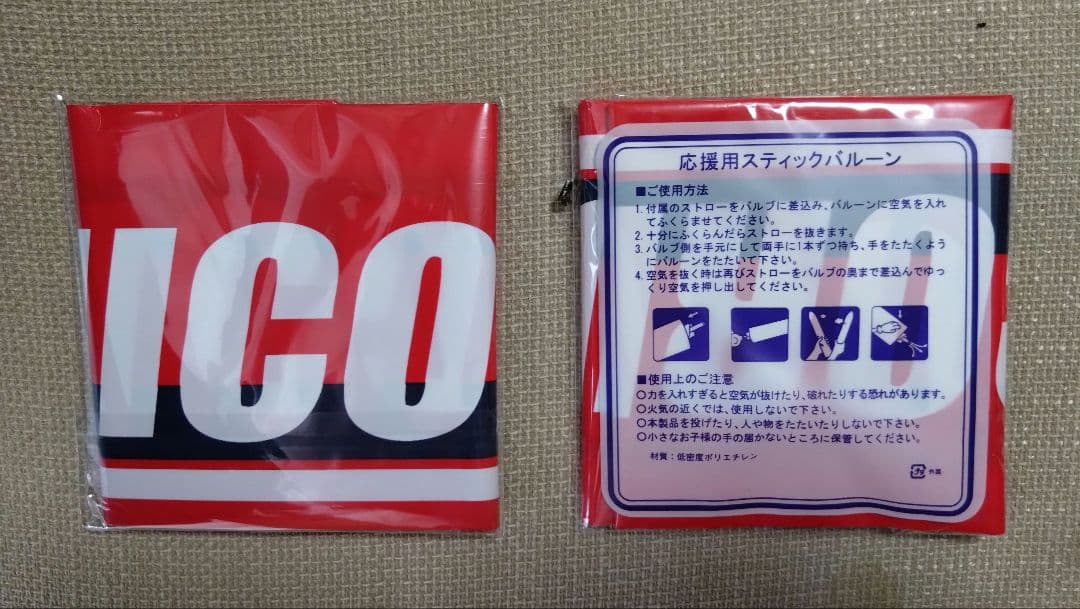 ICO
応援用スティックバルーン
■ご使用方法
1. 付属のストローをバルブに差込み、バルーンに空気を入れ
てふくらませてください。
2. 十分にふくらんだらストローを抜きます。
3. バルブ側を手元にして両手に1本ずつ持ち、手をたたくよう
にバルーンをたたいて下さい。
4. 空気を抜く時は再びストローをバルブの奥まで差込んでゆっ
くり空気を押し出してください。
■使用上のご注意
○力を入れすぎると空気が抜けたり、破れたりする恐れがあります。
○火気の近くでは、使用しないで下さい。
○本製品を投げたり、人や物をたたいたりしないで下さい。
○小さなお子様の手の届かないところに保管してください。
材質：低密度ポリエチレン
プラ 外装